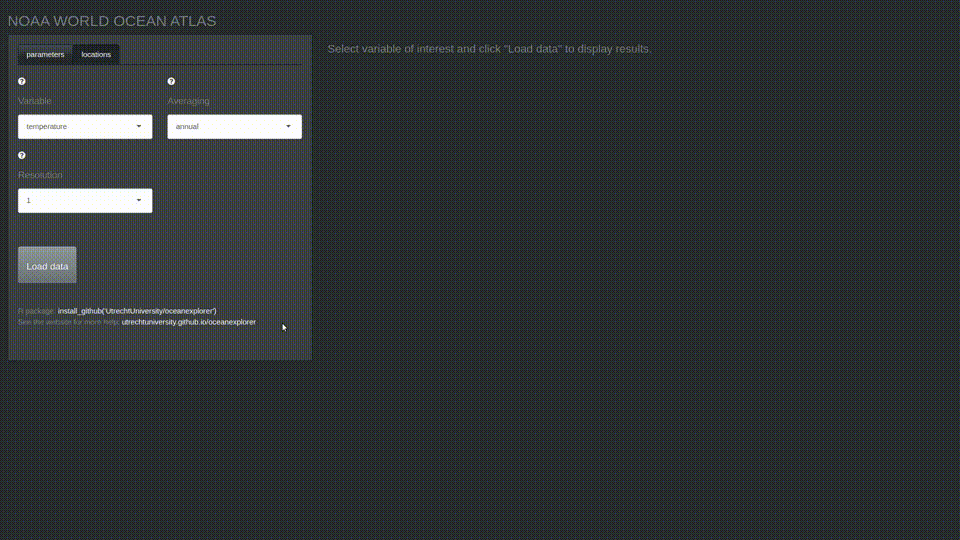 NOAA WORLD OCEAN ATLAS
parameters locations
Select variable of interest and click "Load data" to display results.
Variable Averaging
temperature annual
Resolution
1
Load data
R package: install_github('UtrechtUniversity/oceanexplorer')
See the website for more help: utrechtuniversity.github.io/oceanexplorer